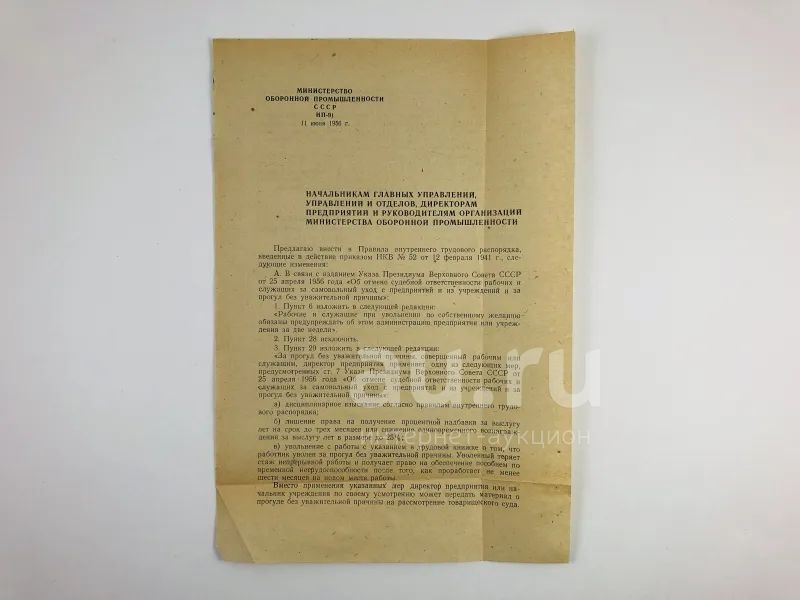 МИНИСТЕРСТВО
ОБОРОННОЙ ПРОМЫШЛЕННОСТИ
СССР
11 июня 1956 г.
НАЧАЛЬНИКАМ ГЛАВНЫХ УПРАВЛЕНИЙ,
УПРАВЛЕНИЙ И ОТДЕЛОВ, ДИРЕКТОРАМ
ПРЕДПРИЯТИЙ И РУКОВОДИТЕЛЯМ ОРГАНИЗАЦИЙ
МИНИСТЕРСТВА ОБОРОННОЙ ПРОМЫШЛЕННОСТИ
Предлагаю внести в Правила внутреннего трудового распорядка,
введенные в действие приказом НКВ № 52 от 12 февраля 1941 г., сле-
дующие изменения:
А. В связи с изданием Указа Президиума Верховного Совета СССР
от 25 апреля 1956 года «Об отмене судебной ответственности рабочих и
служащих за самовольный уход с предприятий и из учреждений и за
прогул без уважительной причины»:
1. Пункт 6 изложить в следующей редакции:
«Рабочие и служащие при увольнении по собственному желанию
обязаны предупреждать об этом администрацию предприятия или учреж-
дения за две недели».
2. Пункт 28 исключить.
3. Пункт 29 изложить в следующей редакции:
«За прогул без уважительной причины, совершенный рабочим или
служащим, директор предприятия применяет одну из следующих мер,
предусмотренных ст. 7 Указа Президиума Верховного Совета СССР от
25 апреля 1956 года «Об отмене судебной ответственности рабочих и
служащих за самовольный уход с предприятий и из учреждений и за
прогул без уважительной причины:
а) дисциплинарное взыскание согласно правилам внутреннего трудо-
вого распорядка;
б) лишение права на получение процентной надбавки за выслугу
лет на срок до трех месяцев или снижение единовременного вознаграж-
дения за выслугу лет в размере до 25%;
в) увольнение с работы с указанием в трудовой книжке о том, что
работник уволен за прогул без уважительной причины. Уволенный теряет
стаж непрерывной работы и получает право на обеспечение пособием по
временной нетрудоспособности после того, как проработает не менее
шести месяцев на новом месте работы.
Вместо применения указанных мер директор предприятия или на-
чальник учреждения по своему усмотрению может передать материал о
прогуле без уважительной причины на рассмотрение товарищеского суда.
au.ru
интернет-аукцион